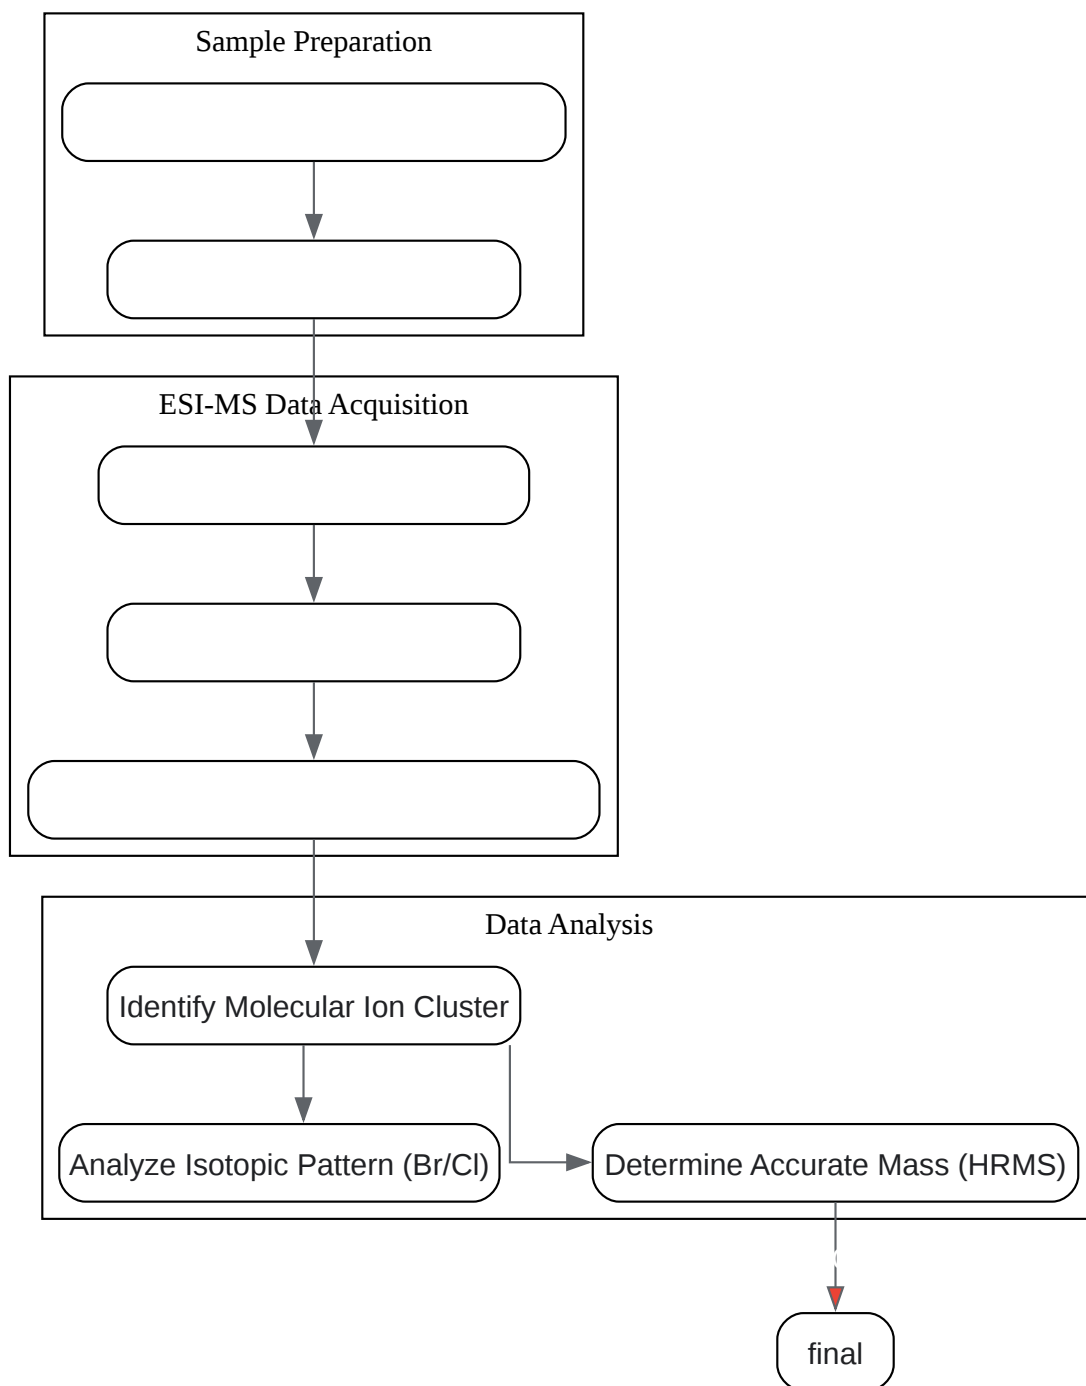 Sample Preparation
ESI-MS Data Acquisition
Data Analysis
Identify Molecular Ion Cluster
Analyze Isotopic Pattern (Br/Cl)
Determine Accurate Mass (HRMS)
final